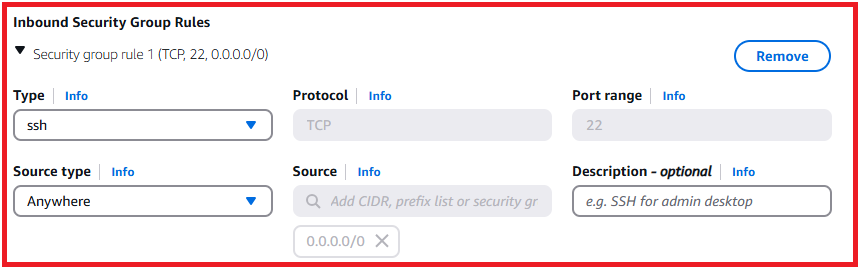 Inbound Security Group Rules
Security group rule 1 (TCP, 22, 0.0.0.0/0)
Remove
Type Info Protocol Info Port range Info
ssh TCP 22
Source type Info Source Info Description - optional Info
Anywhere Add CIDR, prefix list or security gr e.g. SSH for admin desktop
0.0.0.0/0